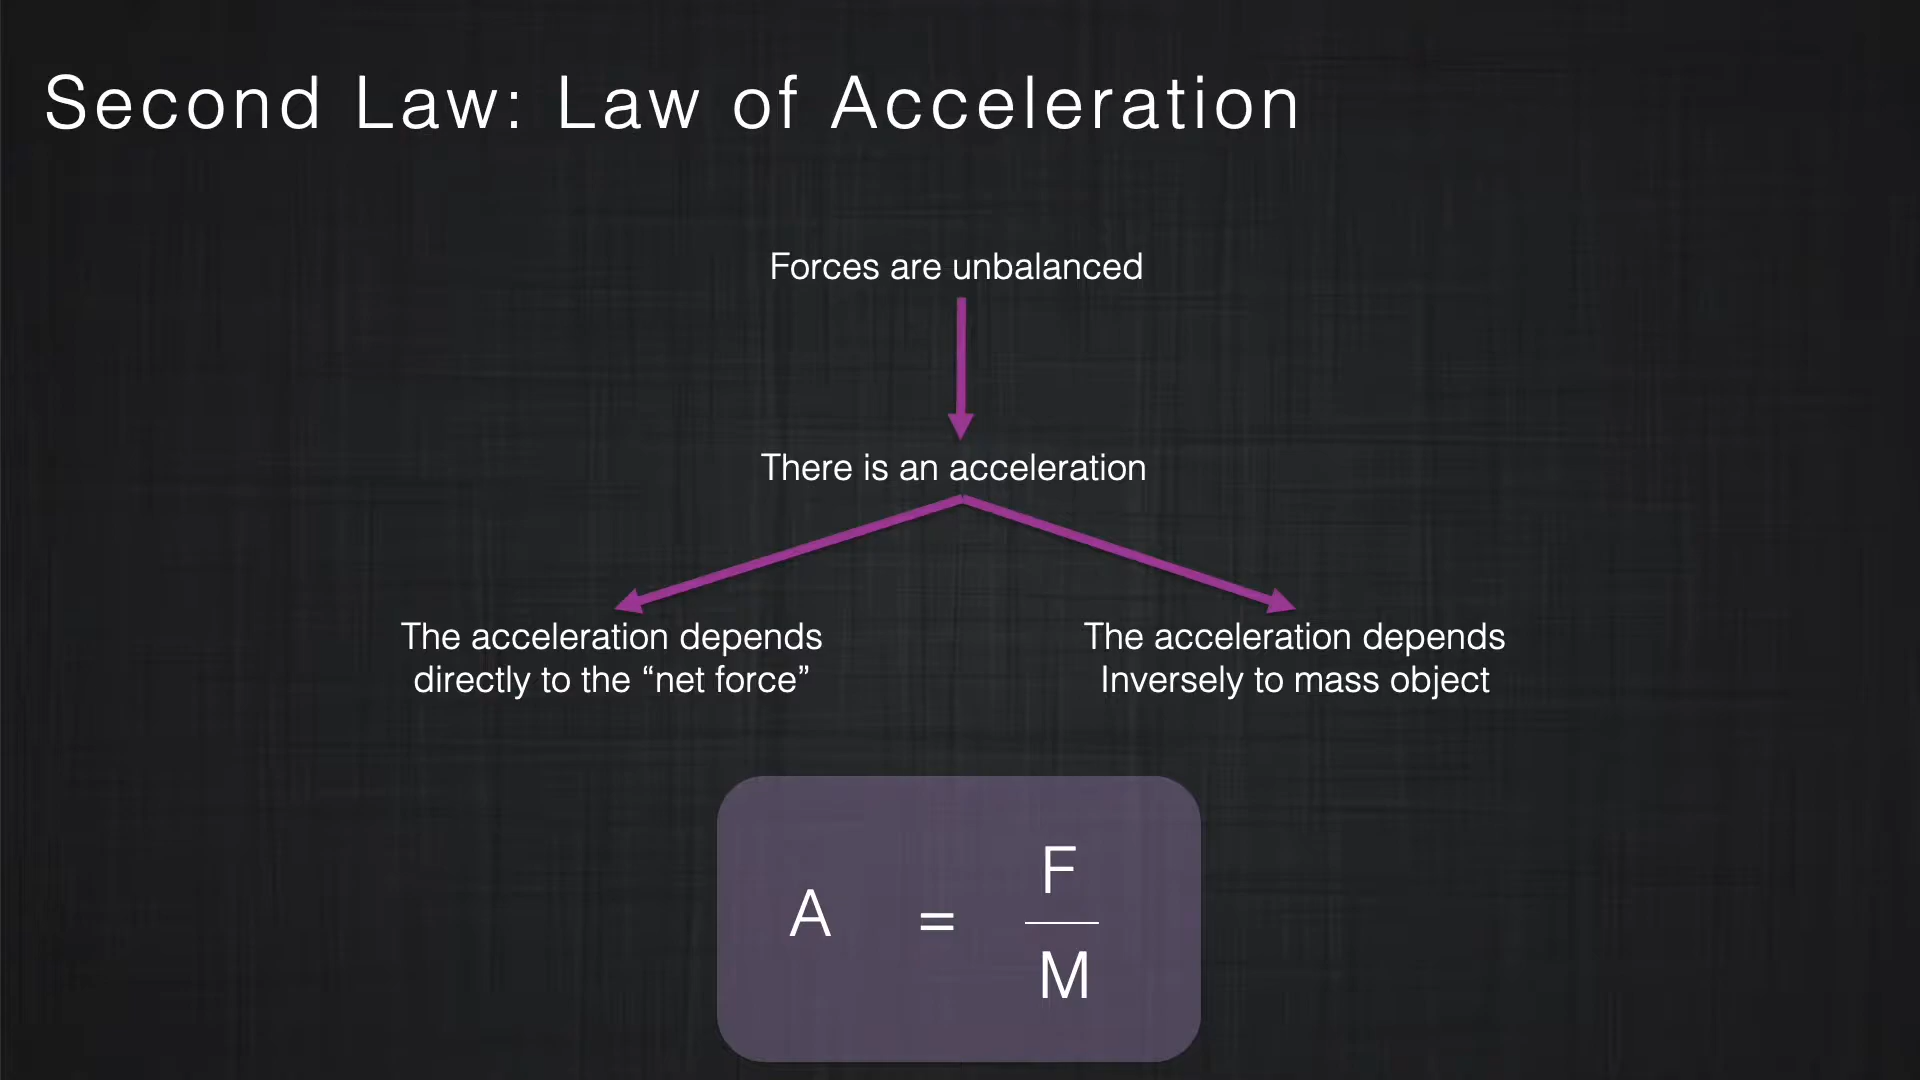 Second Law: Law of Acceleration
Forces are unbalanced
There is an acceleration
The acceleration depends
directly to the “net force”
The acceleration depends
Inversely to mass object
F
A =
M